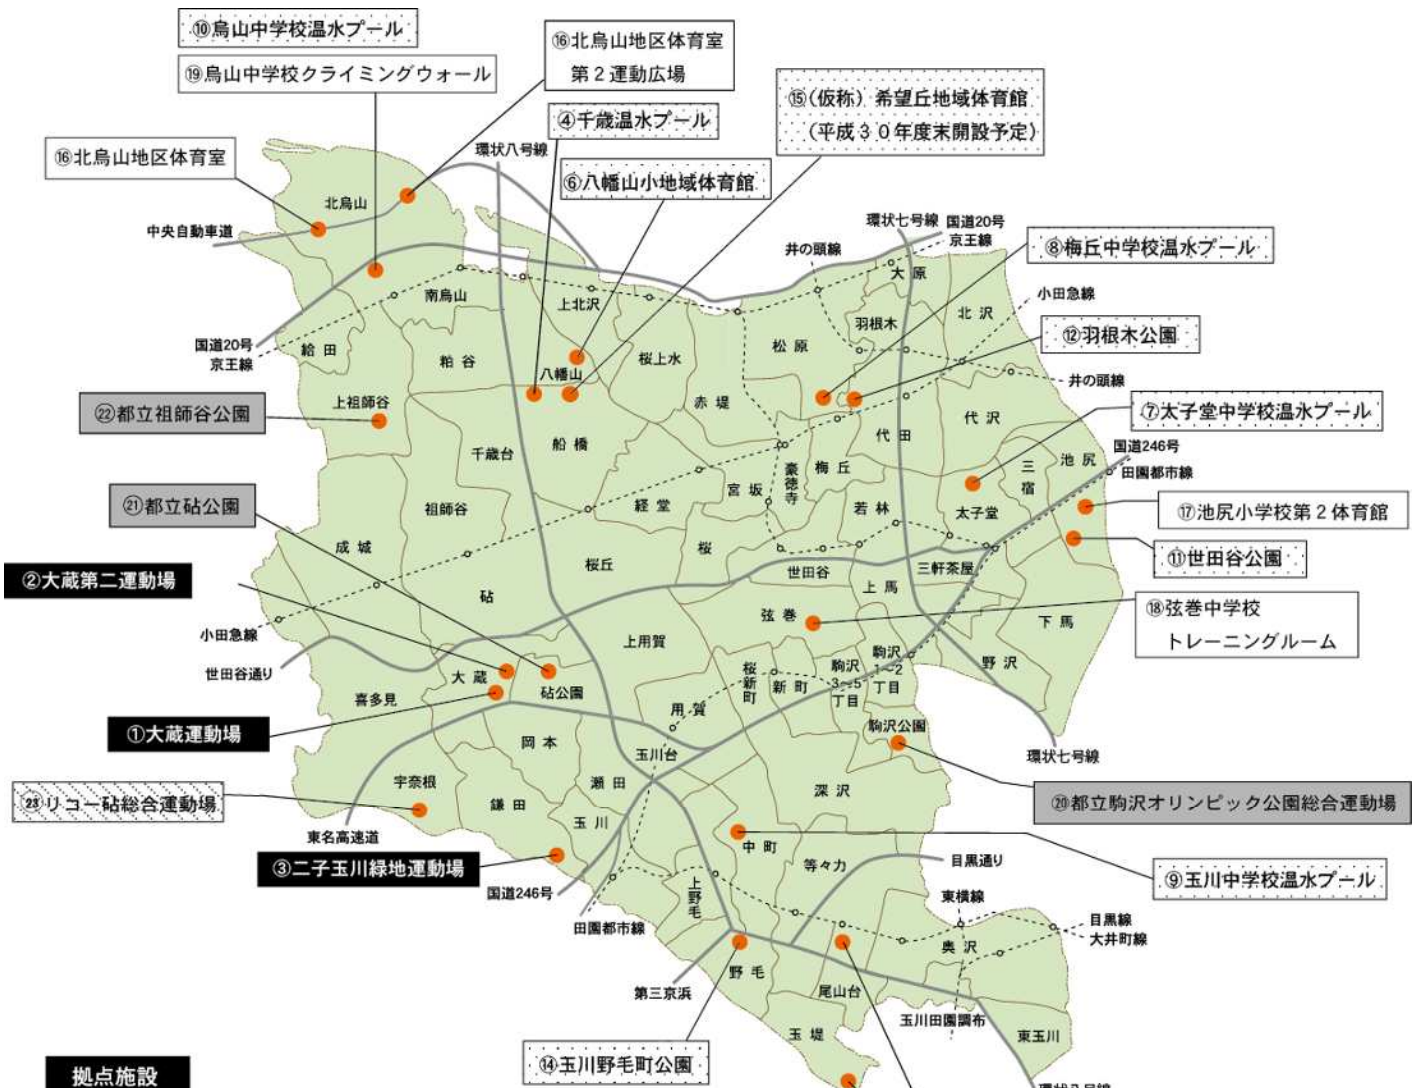 ⑩烏山中学校温水プール
⑲烏山中学校クライミングウォール
⑯北烏山地区体育室
第２運動広場
⑮(仮称) 希望丘地域体育館
(平成３０年度末開設予定)
④千歳温水プール
⑯北烏山地区体育室
環状八号線
⑥八幡山小地域体育館
北烏山
中央自動車道
環状七号線
国道20号
京王線
井の頭線
⑧梅丘中学校温水プール
大原
南烏山
上北沢
小田急線
北沢
羽根木
⑫羽根木公園
国道20号
京王線
給田
粕谷
八幡山
桜上水
松原
井の頭線
上祖師谷
㉒都立祖師谷公園
赤堤
⑦太子堂中学校温水プール
代沢
代田
千歳台
船橋
国道246号
田園都市線
池尻
三宿
豪徳寺
梅丘
宮坂
㉑都立砧公園
祖師谷
経堂
若林
太子堂
⑰池尻小学校第２体育館
成城
桜
桜丘
⑪世田谷公園
②大蔵第二運動場
世田谷
三軒茶屋
上馬
砧
弦巻
⑱弦巻中学校
トレーニングルーム
下馬
小田急線
上用賀
世田谷通り
野沢
駒沢
1～2
丁目
駒沢
3～5
丁目
桜新町
新町
大蔵
砧公園
喜多見
用賀
①大蔵運動場
駒沢公園
岡本
玉川台
環状七号線
瀬田
宇奈根
深沢
⑳都立駒沢オリンピック公園総合運動場
㉓リコー砧総合運動場
鎌田
玉川
東名高速道
中町
③二子玉川緑地運動場
等々力
目黒通り
⑨玉川中学校温水プール
国道246号
上野毛
東横線
田園都市線
目黒線
大井町線
奥沢
野毛
第三京浜
尾山台
玉川田園調布
玉堤
東玉川
⑭玉川野毛町公園
拠点施設
環状八号線